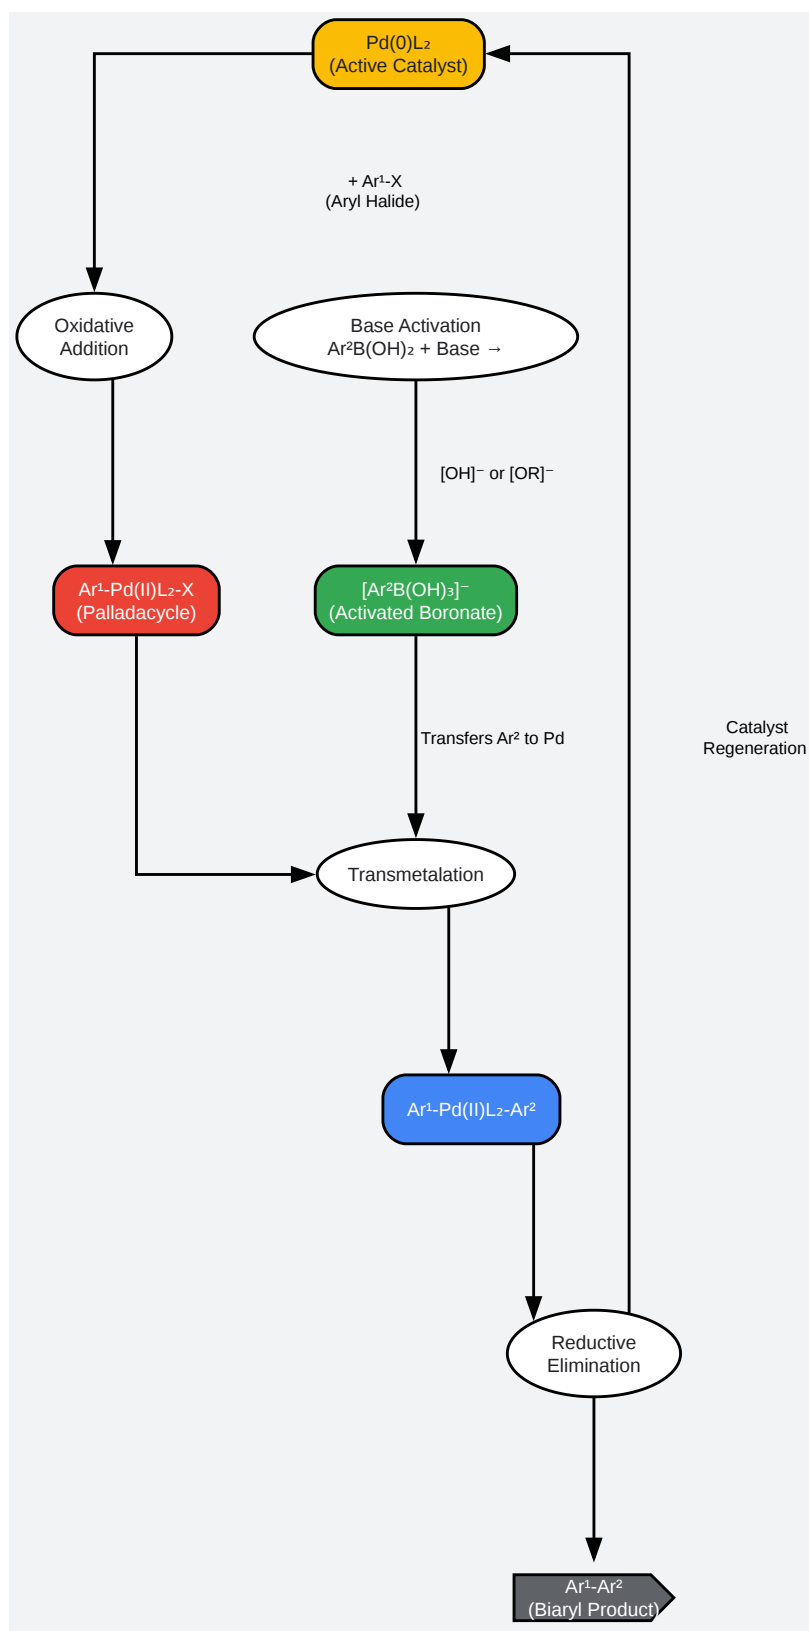 Pd(0)L₂
(Active Catalyst)
+ Ar¹-X
(Aryl Halide)
Oxidative
Addition
Base Activation
Ar²B(OH)₂ + Base →
[OH]⁻ or [OR]⁻
Ar¹-Pd(II)L₂-X
(Palladacycle)
[Ar²B(OH)₃]⁻
(Activated Boronate)
Transfers Ar² to Pd
Catalyst
Regeneration
Transmetalation
Ar¹-Pd(II)L₂-Ar²
Reductive
Elimination
Ar¹-Ar²
(Biaryl Product)